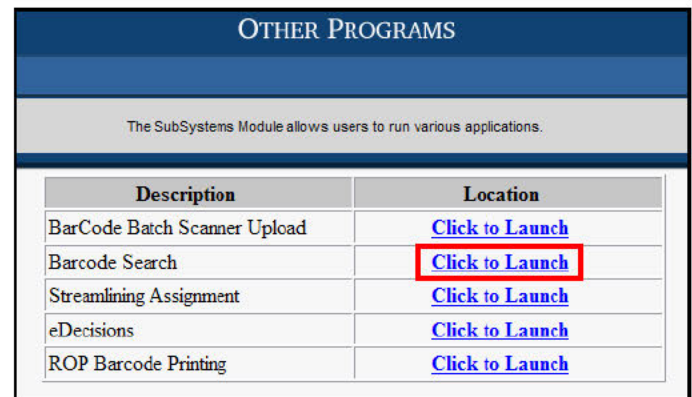 OTHER PROGRAMS
The SubSystems Module allows users to run various applications.
Description Location
BarCode Batch Scanner Upload Click to Launch
Barcode Search Click to Launch
Streamlining Assignment Click to Launch
eDecisions Click to Launch
ROP Barcode Printing Click to Launch